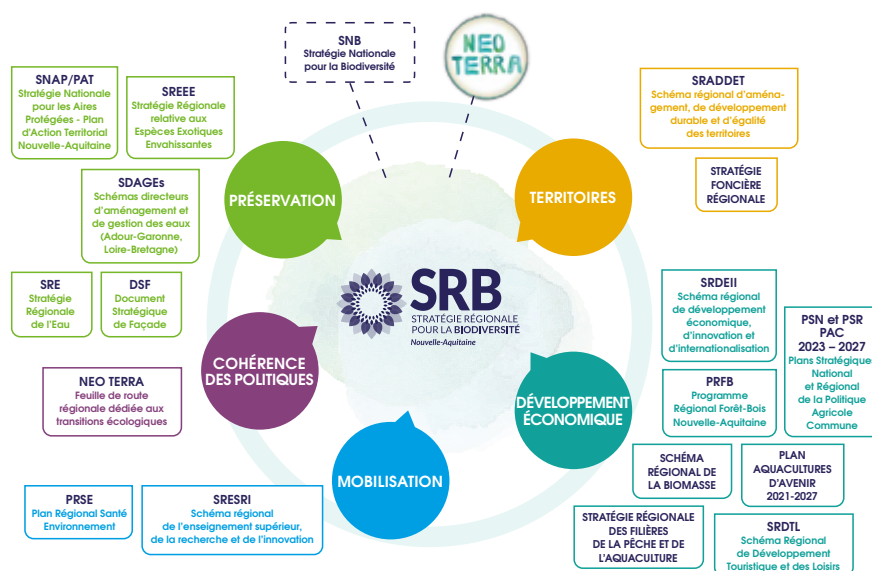 SNB
Stratégie Nationale
pour la Biodiversité
NEO
TERRA
SNAP/PAT
Stratégie Nationale
pour les Aires
Protégées - Plan
d'Action Territorial
Nouvelle-Aquitaine
SREEE
Stratégie Régionale
relative aux
Espèces Exotiques
Envahissantes
SDAGEs
Schémas directeurs
d'aménagement et
de gestion des eaux
(Adour-Garonne,
Loire-Bretagne)
SRE
Stratégie
Régionale
de l'Eau
DSF
Document
Stratégique
de Façade
PRÉSERVATION
TERRITOIRES
SRADDET
Schéma régional d'aména-
gement, de développement
durable et d'égalité
des territoires
STRATÉGIE
FONCIÈRE
RÉGIONALE
SRB
STRATÉGIE RÉGIONALE
POUR LA BIODIVERSITÉ
Nouvelle-Aquitaine
COHÉRENCE
DES POLITIQUES
NEO TERRA
Feuille de route
régionale dédiée aux
transitions écologiques
DÉVELOPPEMENT
ÉCONOMIQUE
SRDEII
Schéma régional
de développement
économique,
d'innovation et
d'internationalisation
PSN et PSR
PAC
2023 – 2027
Plans Stratégiques
National
et Régional
de la Politique
Agricole
Commune
PRFB
Programme
Régional Forêt-Bois
Nouvelle-Aquitaine
SCHÉMA
RÉGIONAL DE
LA BIOMASSE
PLAN
AQUACULTURES
D'AVENIR
2021-2027
STRATÉGIE RÉGIONALE
DES FILIÈRES
DE LA PÊCHE ET DE
L'AQUACULTURE
SRDTL
Schéma Régional
de Développement
Touristique et des Loisirs
MOBILISATION
PRSE
Plan Régional Santé
Environnement
SRESRI
Schéma régional
de l'enseignement supérieur,
de la recherche et de l'innovation